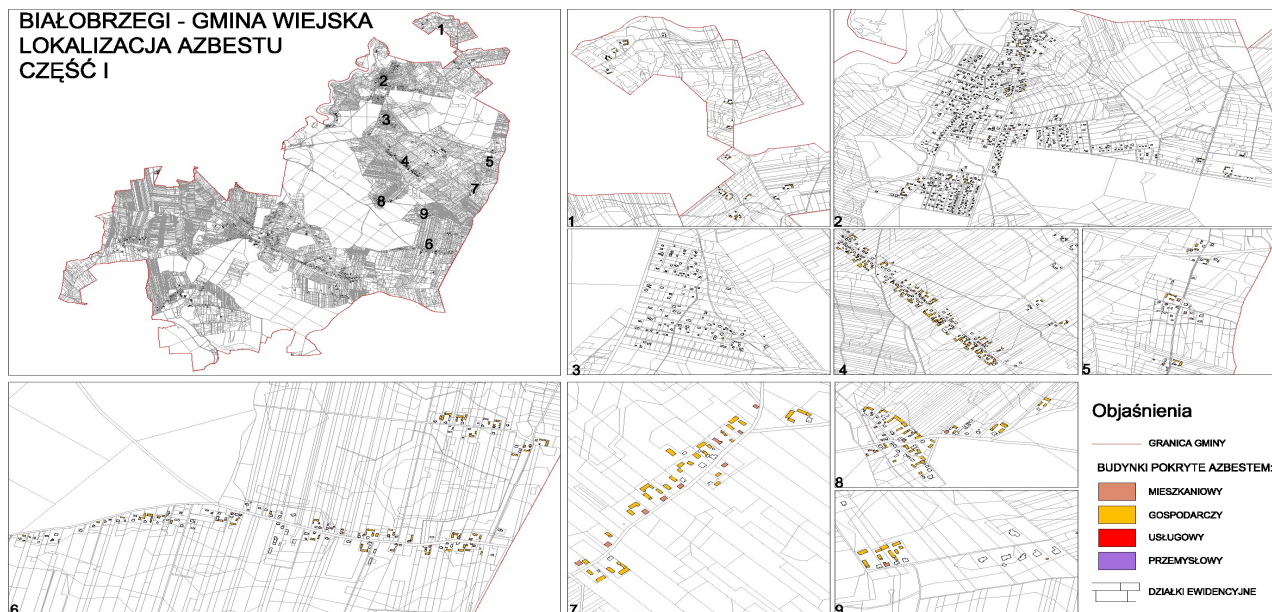 BIAŁOBRZEGI - GMINA WIEJSKA
LOKALIZACJA AZBESTU
CZĘŚĆ I
1
2
3
4
5
7
8
9
6
1
2
3
4
5
6
7
8
9
Objaśnienia
GRANICA GMINY
BUDYNKI POKRYTE AZBESTEM:
MIESZKANIOWY
GOSPODARCZY
USŁUGOWY
PRZEMYSŁOWY
DZIAŁKI EWIDENCYJNE